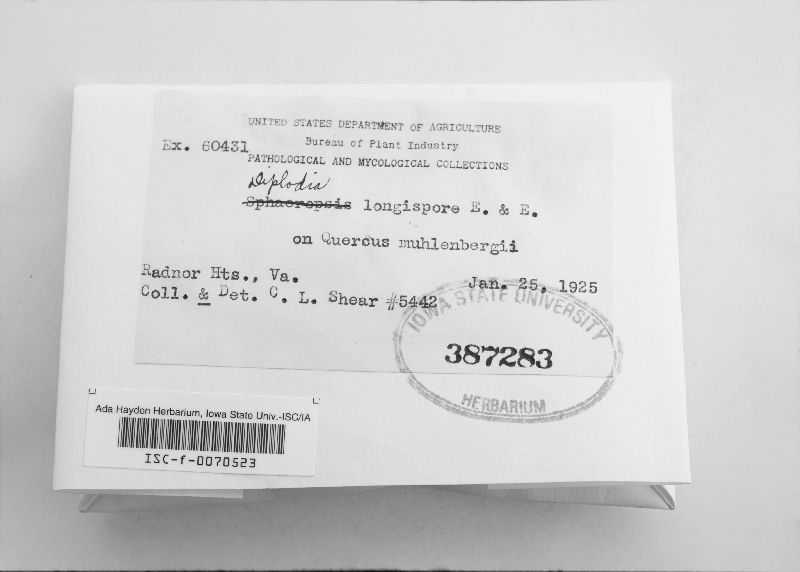 UNITED STATES DEPARTMENT OF AGRICULTURE
Ex. 60431
Bureau of Plant Industry
PATHOLOGICAL AND MYCOLOGICAL COLLECTIONS
Diplodia
Sphaeropsis longispore E. & E.
on Quercus muhlenbergii
Radnor Hts., Va.
Jan. 25, 1925
Coll. & Det. C. L. Shear #5442
IOWA STATE UNIVERSITY
387283
HERBARIUM
Ada Hayden Herbarium, Iowa State Univ.-ISC/IA
ISC-f-0070523